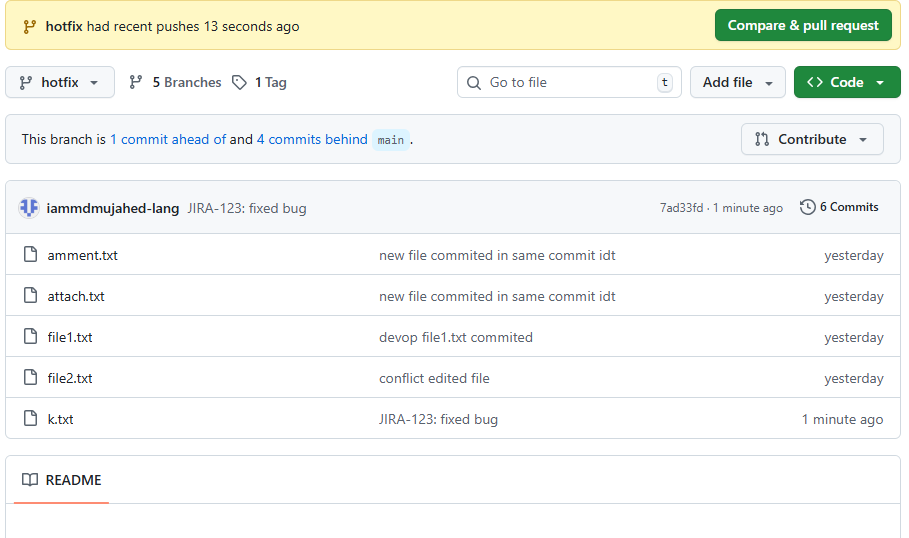 hotfix had recent pushes 13 seconds ago
Compare & pull request
hotfix
5 Branches
1 Tag
Go to file
t
Add file
Code
This branch is 1 commit ahead of and 4 commits behind main .
Contribute
iammdmujahed-lang JIRA-123: fixed bug 7ad33fd · 1 minute ago 6 Commits
amment.txt new file commited in same commit idt yesterday
attach.txt new file commited in same commit idt yesterday
file1.txt devop file1.txt commited yesterday
file2.txt conflict edited file yesterday
k.txt JIRA-123: fixed bug 1 minute ago
README